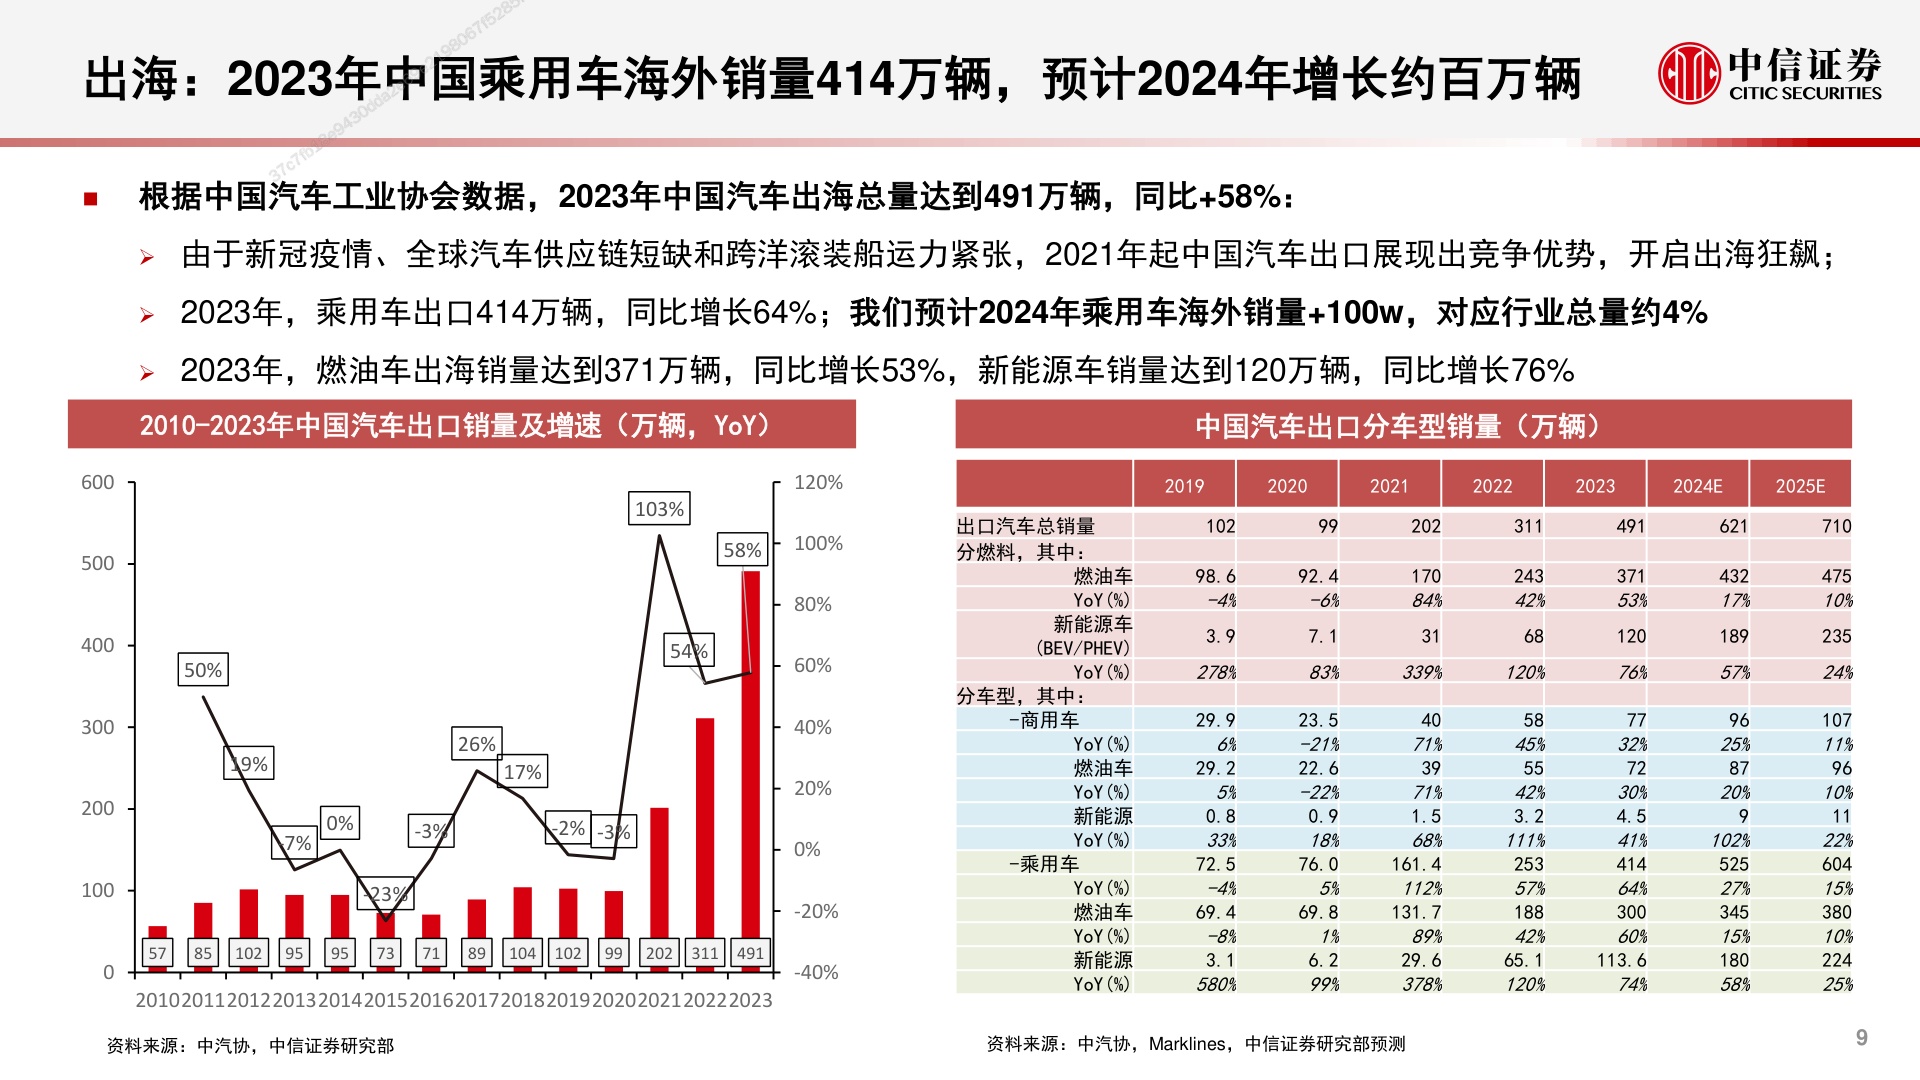 出海：2023年中国乘用车海外销量414万辆，预计2024年增长约百万辆
中信证券
CITIC SECURITIES
根据中国汽车工业协会数据，2023年中国汽车出海总量达到491万辆，同比+58%：
由于新冠疫情、全球汽车供应链短缺和跨洋滚装船运力紧张，2021年起中国汽车出口展现出竞争优势，开启出海狂飙；
2023年，乘用车出口414万辆，同比增长64%；我们预计2024年乘用车海外销量+100w，对应行业总量约4%
2023年，燃油车出海销量达到371万辆，同比增长53%，新能源车销量达到120万辆，同比增长76%
2010-2023年中国汽车出口销量及增速（万辆，YoY）
600 500 400 300 200 100 0
120% 100% 80% 60% 40% 20% 0% -20% -40%
50% 19% -7% 0% -23% -3% 26% 17% -2% -3% 103% 54% 58%
57 85 102 95 95 73 71 89 104 102 99 202 311 491
2010 2011 2012 2013 2014 2015 2016 2017 2018 2019 2020 2021 2022 2023
资料来源：中汽协，中信证券研究部
中国汽车出口分车型销量（万辆）
2019 2020 2021 2022 2023 2024E 2025E
出口汽车总销量 102 99 202 311 491 621 710
分燃料，其中：
燃油车 98.6 92.4 170 243 371 432 475
YoY(%) -4% -6% 84% 42% 53% 17% 10%
新能源车
(BEV/PHEV) 3.9 7.1 31 68 120 189 235
YoY(%) 278% 83% 339% 120% 76% 57% 24%
分车型，其中：
-商用车 29.9 23.5 40 58 77 96 107
YoY(%) 6% -21% 71% 45% 32% 25% 11%
燃油车 29.2 22.6 39 55 72 87 96
YoY(%) 5% -22% 71% 42% 30% 20% 10%
新能源 0.8 0.9 1.5 3.2 4.5 9 11
YoY(%) 33% 18% 68% 111% 41% 102% 22%
-乘用车 72.5 76.0 161.4 253 414 525 604
YoY(%) -4% 5% 112% 57% 64% 27% 15%
燃油车 69.4 69.8 131.7 188 300 345 380
YoY(%) -8% 1% 89% 42% 60% 15% 10%
新能源 3.1 6.2 29.6 65.1 113.6 180 224
YoY(%) 580% 99% 378% 120% 74% 58% 25%
资料来源：中汽协，Marklines，中信证券研究部预测
9